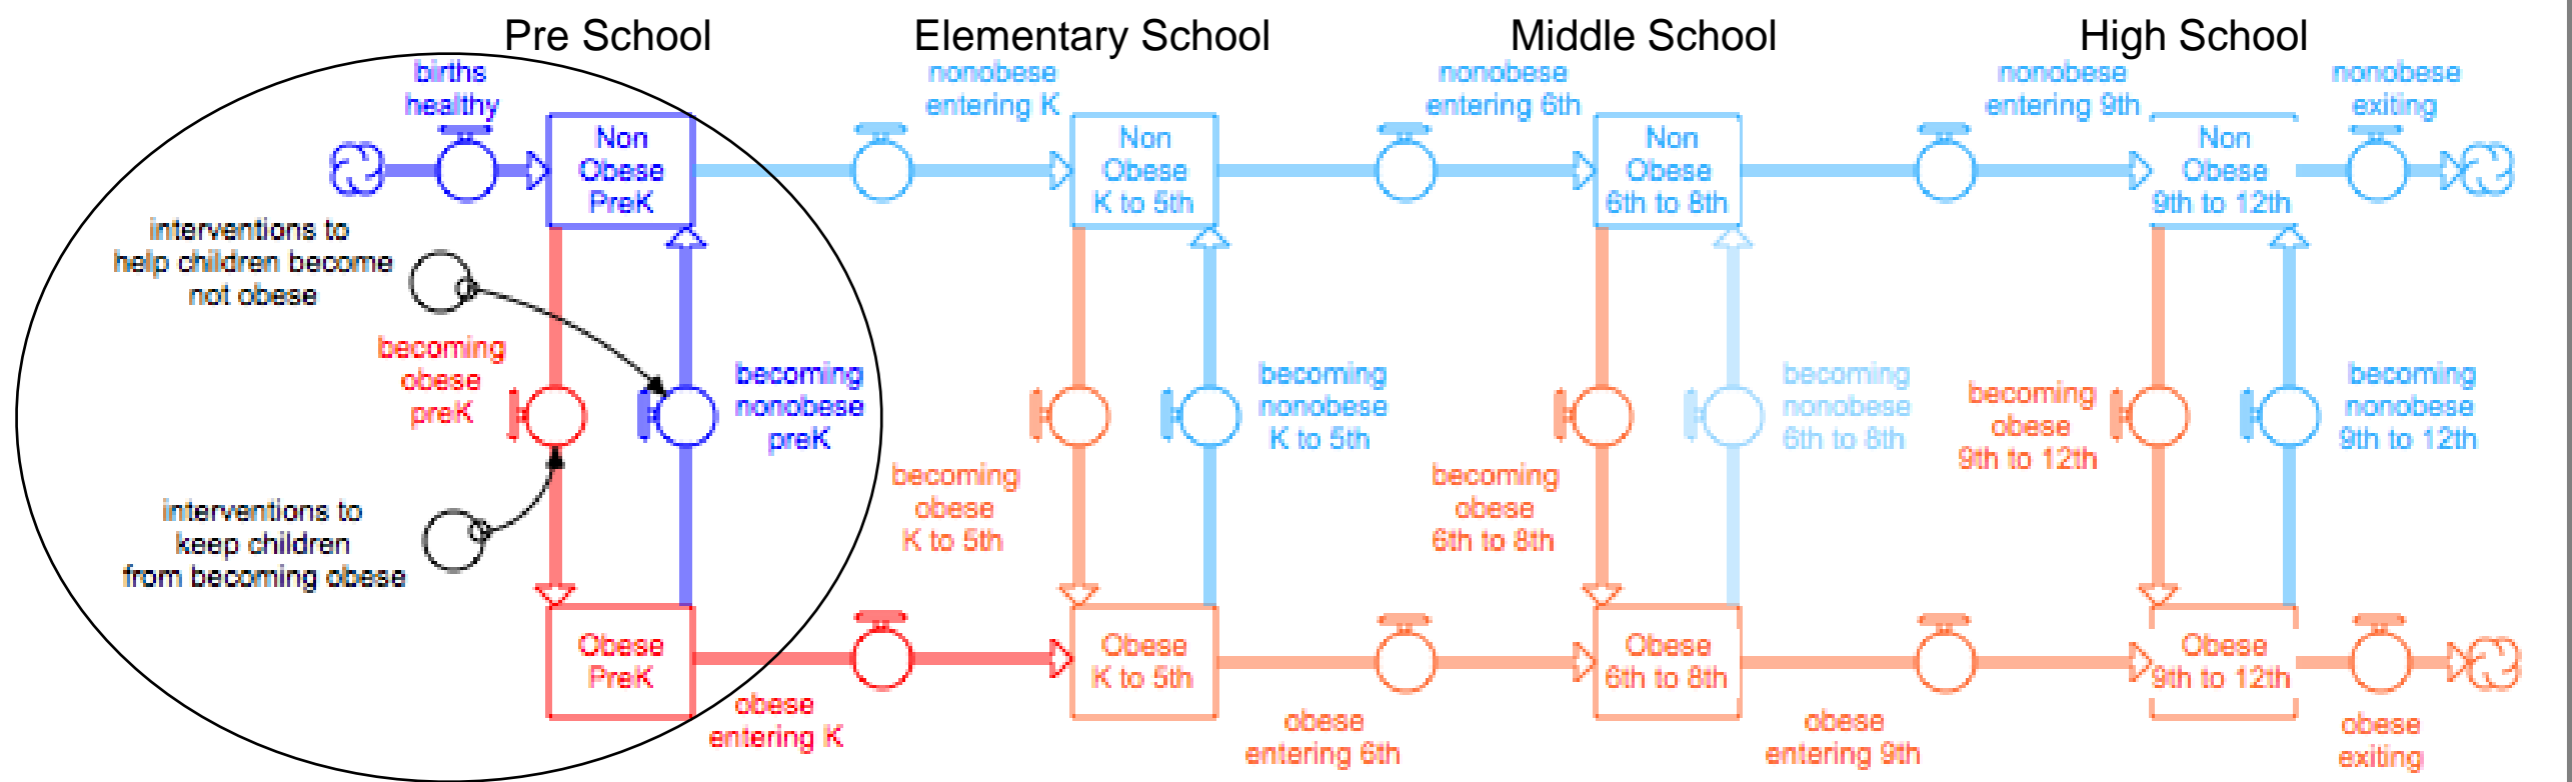 Pre School
Elementary School
Middle School
High School
births
healthy
nonobese
entering K
nonobese
entering 6th
nonobese
entering 9th
nonobese
exiting
Non
Obese
PreK
Non
Obese
K to 5th
Non
Obese
6th to 8th
Non
Obese
9th to 12th
interventions to
help children become
not obese
becoming
obese
preK
becoming
nonobese
preK
becoming
nonobese
K to 5th
becoming
nonobese
6th to 8th
becoming
obese
9th to 12th
becoming
nonobese
9th to 12th
becoming
obese
K to 5th
becoming
obese
6th to 8th
interventions to
keep children
from becoming obese
Obese
PreK
Obese
K to 5th
Obese
6th to 8th
Obese
9th to 12th
obese
entering K
obese
entering 6th
obese
entering 9th
obese
exiting